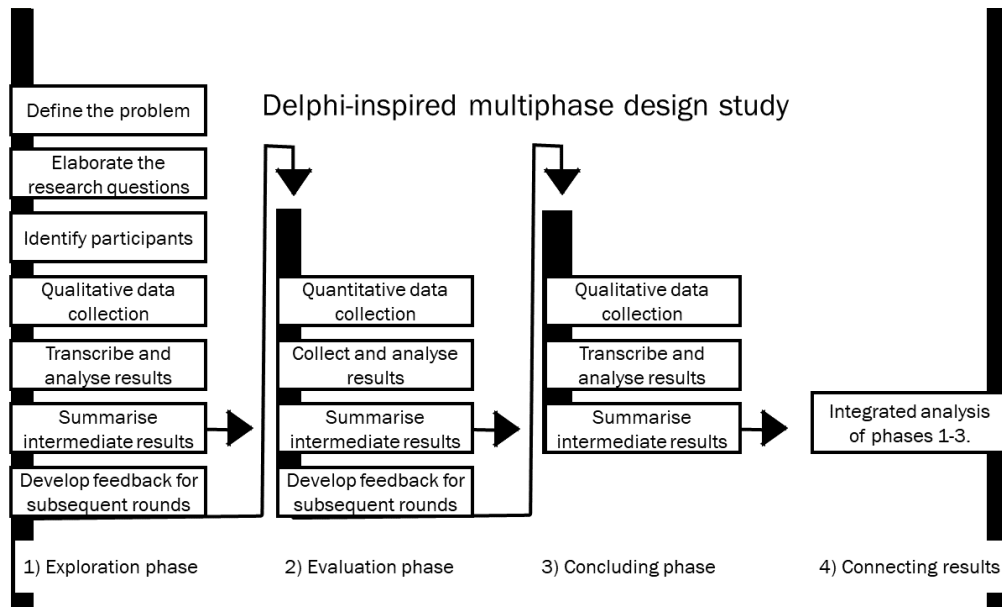 Delphi-inspired multiphase design study
Define the problem
Elaborate the
research questions
Identify participants
Qualitative data
collection
Transcribe and
analyse results
Summarise
intermediate results
Develop feedback for
subsequent rounds
1) Exploration phase
Quantitative data
collection
Collect and analyse
results
Summarise
intermediate results
Develop feedback for
subsequent rounds
2) Evaluation phase
Qualitative data
collection
Transcribe and
analyse results
Summarise
intermediate results
3) Concluding phase
Integrated analysis
of phases 1-3.
4) Connecting results